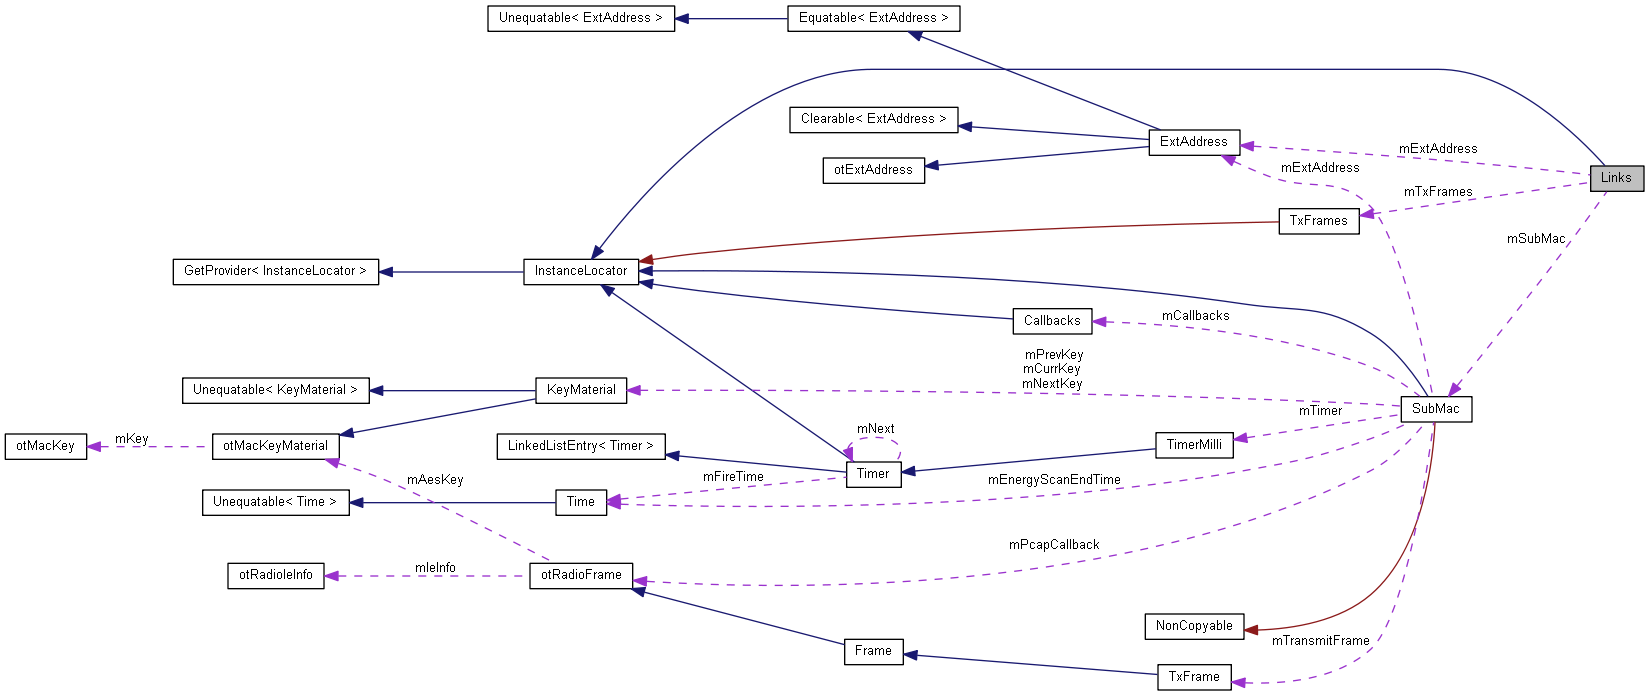 Unequatable< ExtAddress >
Equatable< ExtAddress >
Clearable< ExtAddress >
ExtAddress
mExtAddress
otExtAddress
mExtAddress
Links
mTxFrames
TxFrames
mSubMac
GetProvider< InstanceLocator >
InstanceLocator
Callbacks
mCallbacks
mPrevKey
mCurrKey
mNextKey
Unequatable< KeyMaterial >
KeyMaterial
SubMac
mTimer
otMacKey
mKey
otMacKeyMaterial
LinkedListEntry< Timer >
mNext
TimerMilli
Timer
mAesKey
mFireTime
mEnergyScanEndTime
Unequatable< Time >
Time
mPcapCallback
otRadioIeInfo
mIeInfo
otRadioFrame
NonCopyable
mTransmitFrame
Frame
TxFrame